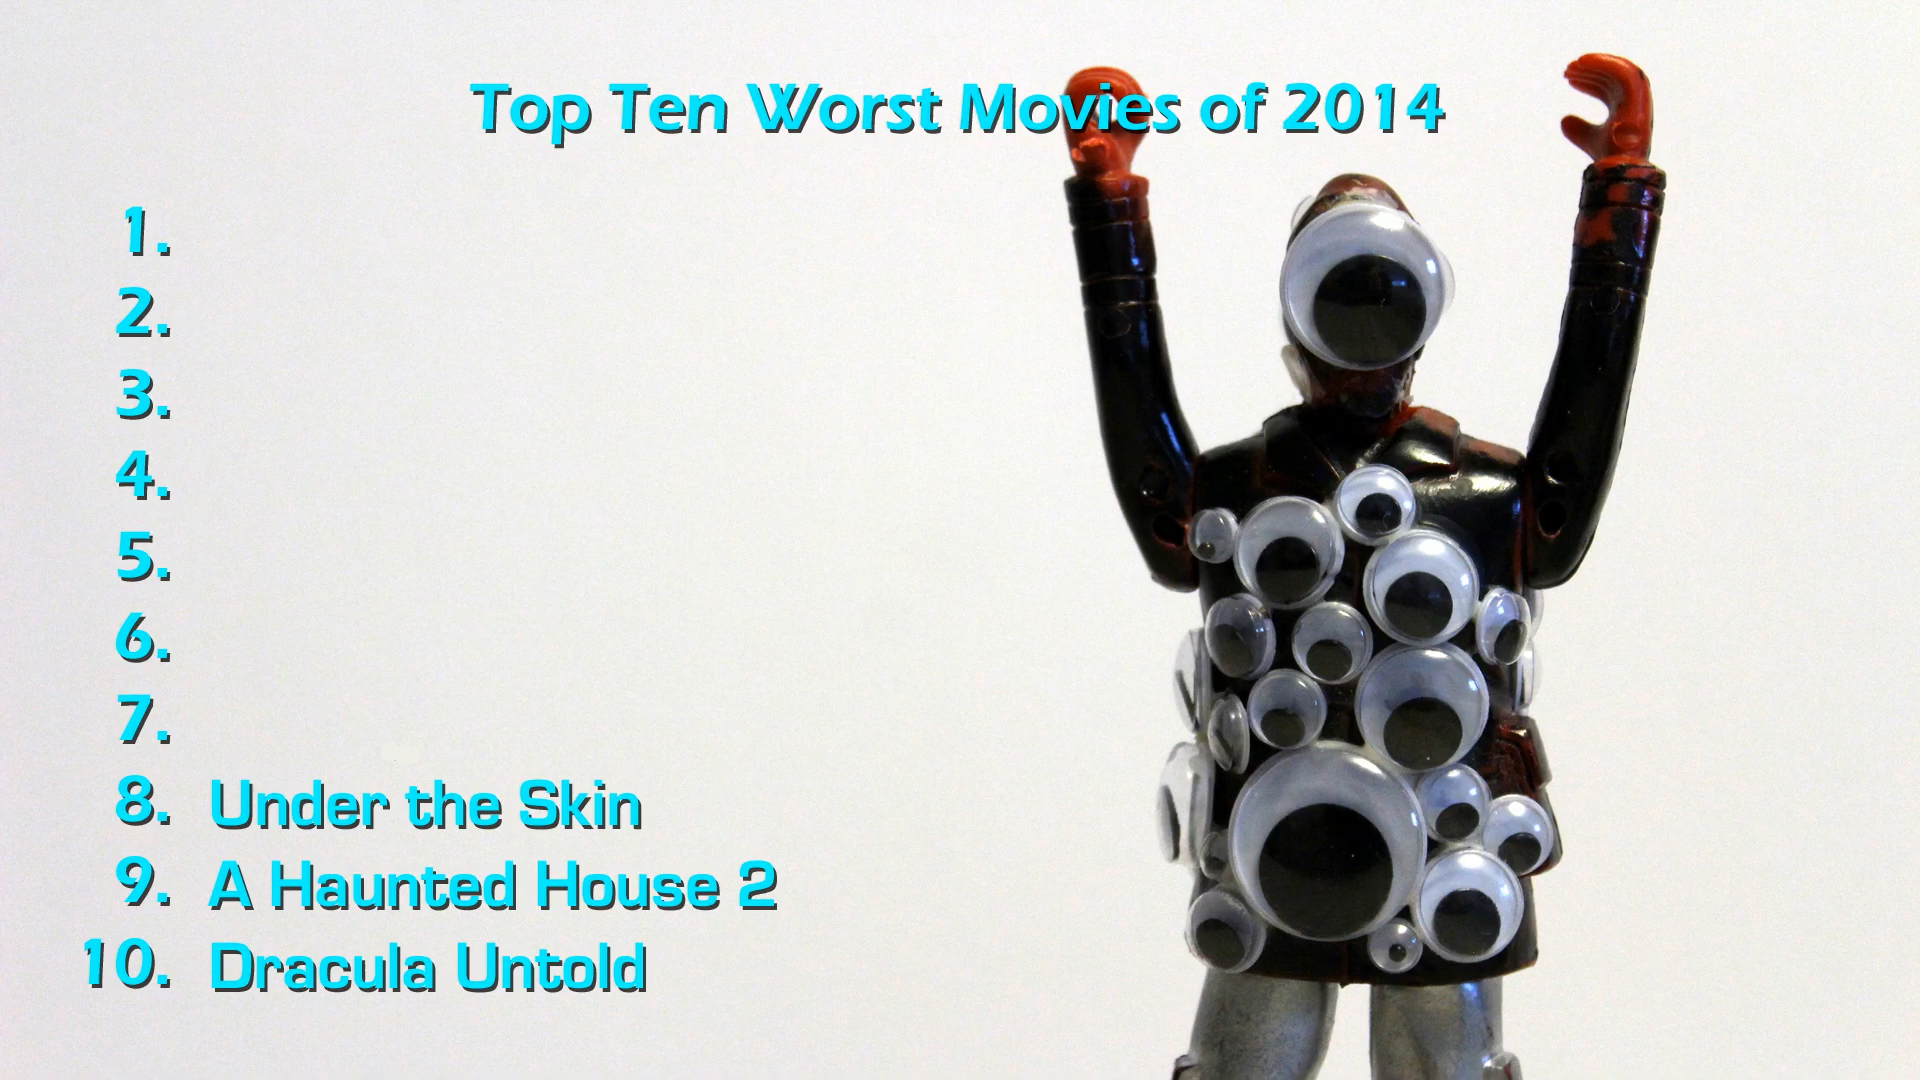 Top Ten Worst Movies of 2014
1.
2.
3.
4.
5.
6.
7.
8. Under the Skin
9. A Haunted House 2
10. Dracula Untold